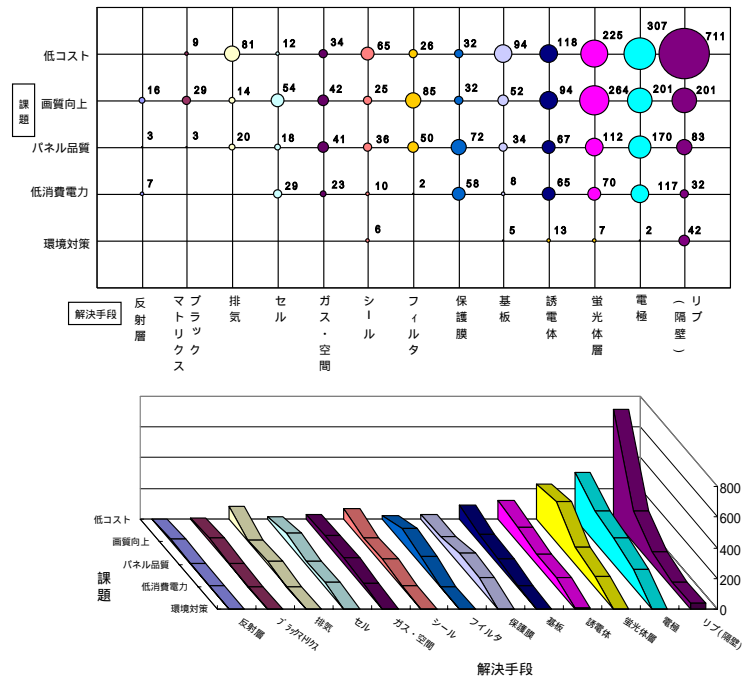 9 81 12 34 65 26 32 94 118 225 307 711
低コスト
16 29 14 54 42 25 85 32 52 94 264 201 201
課題
画質向上
3 3 20 18 41 36 50 72 34 67 112 170 83
パネル品質
7 29 23 10 2 58 8 65 70 117 32
低消費電力
6 5 13 7 2 42
環境対策
解決手段
反射層
ブラック
マトリクス
排気
セル
ガス・空間
シール
フィルタ
保護膜
基板
誘電体
蛍光体層
電極
リブ
(隔壁)
800
600
400
200
0
低コスト
画質向上
パネル品質
低消費電力
環境対策
課題
反射層
ブラックマトリクス
排気
セル
ガス・空間
シール
フイルタ
保護膜
基板
誘電体
蛍光体層
電極
リブ(隔壁)
解決手段